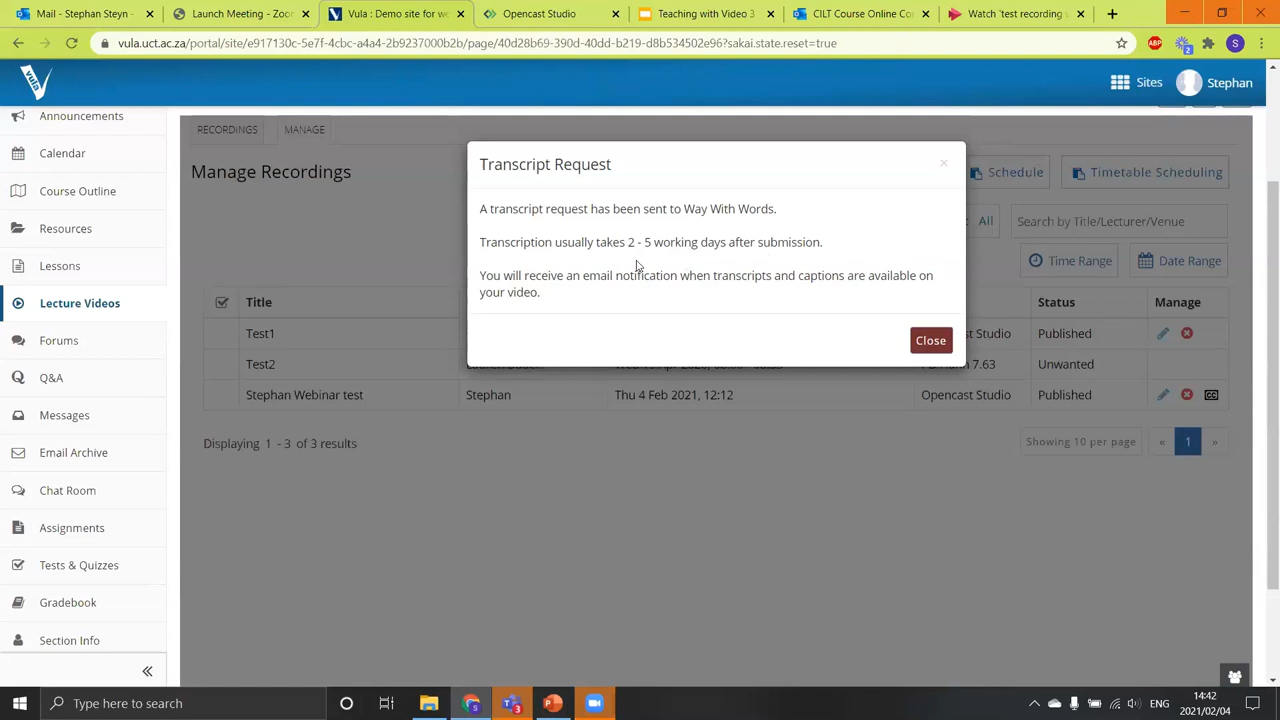 Mail - Stephan Steyn - Launch Meeting - Zoo Vula : Demo site for w Opencast Studio Teaching with Video 3 CILT Course Online Co Watch 'test recording
vula.uct.ac.za/portal/site/e917130c-5e7f-4cbc-a4a4-2b9237000b2b/page/40d28b69-390d-40dd-b219-d8b534502e96?sakai.state.reset=true
ABP
2
S
vula
Sites
Stephan
Announcements
Calendar
Course Outline
Resources
Lessons
Lecture Videos
Forums
Q&A
Messages
Email Archive
Chat Room
Assignments
Tests & Quizzes
Gradebook
Section Info
RECORDINGS MANAGE
Manage Recordings
Schedule
Timetable Scheduling
: All
Search by Title/Lecturer/Venue
Time Range
Date Range
Transcript Request
A transcript request has been sent to Way With Words.
Transcription usually takes 2 - 5 working days after submission.
You will receive an email notification when transcripts and captions are available on
your video.
Close
Title Status Manage
Test1 Studio Published
Test2 7.63 Unwanted
Stephan Webinar test Stephan Thu 4 Feb 2021, 12:12 Opencast Studio Published
Displaying 1 - 3 of 3 results
Showing 10 per page « 1 »
Type here to search
3
ENG
14:42
2021/02/04